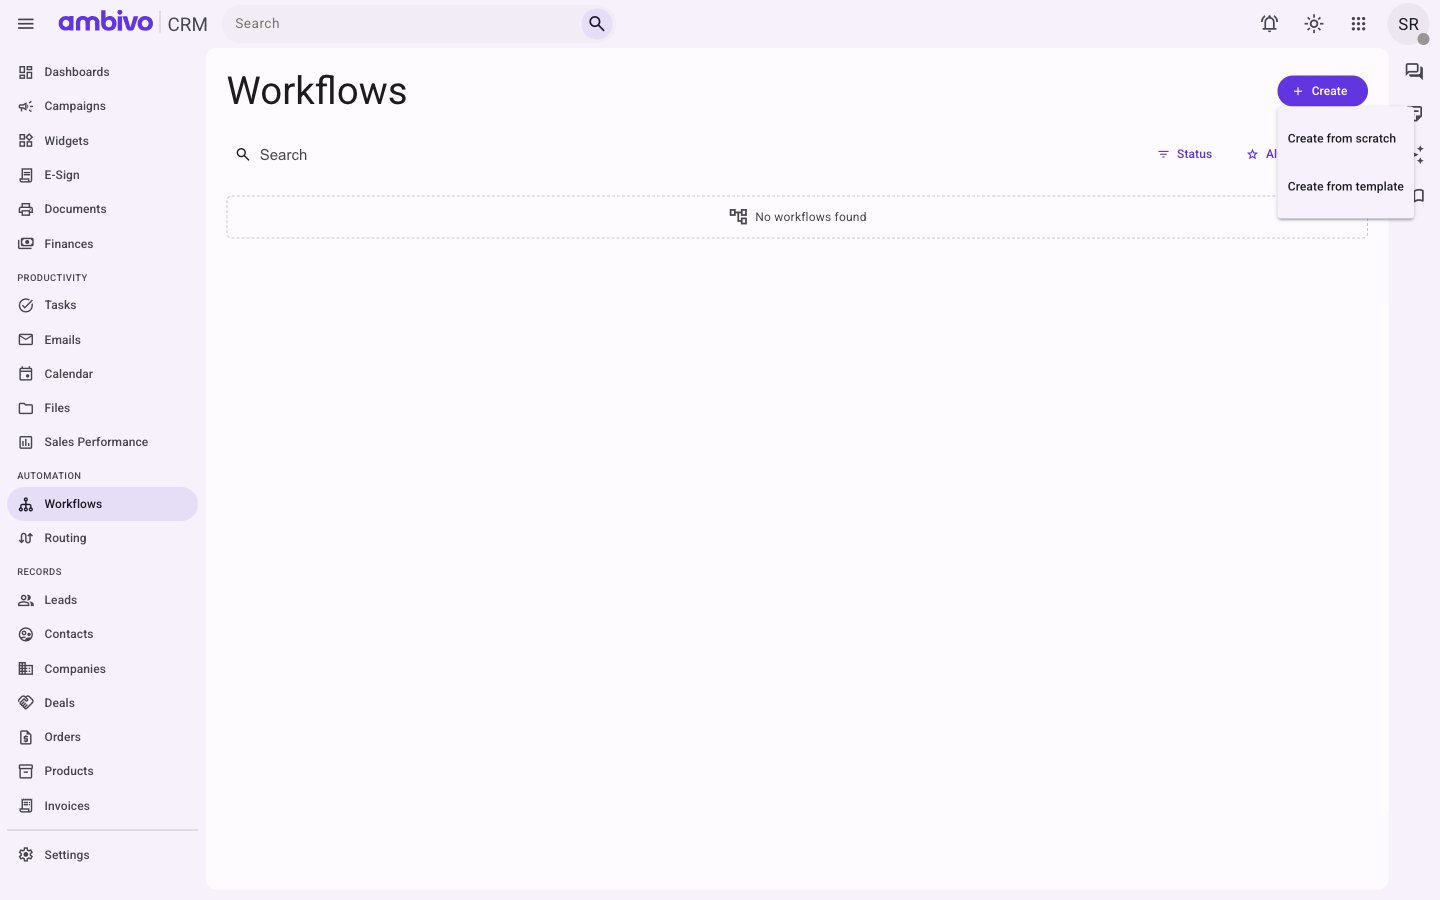 ambivo CRM
Search
SR
Dashboards
Campaigns
Widgets
E-Sign
Documents
Finances
PRODUCTIVITY
Tasks
Emails
Calendar
Files
Sales Performance
AUTOMATION
Workflows
Routing
RECORDS
Leads
Contacts
Companies
Deals
Orders
Products
Invoices
Settings
Workflows
Create
Create from scratch
Create from template
Search
Status
No workflows found